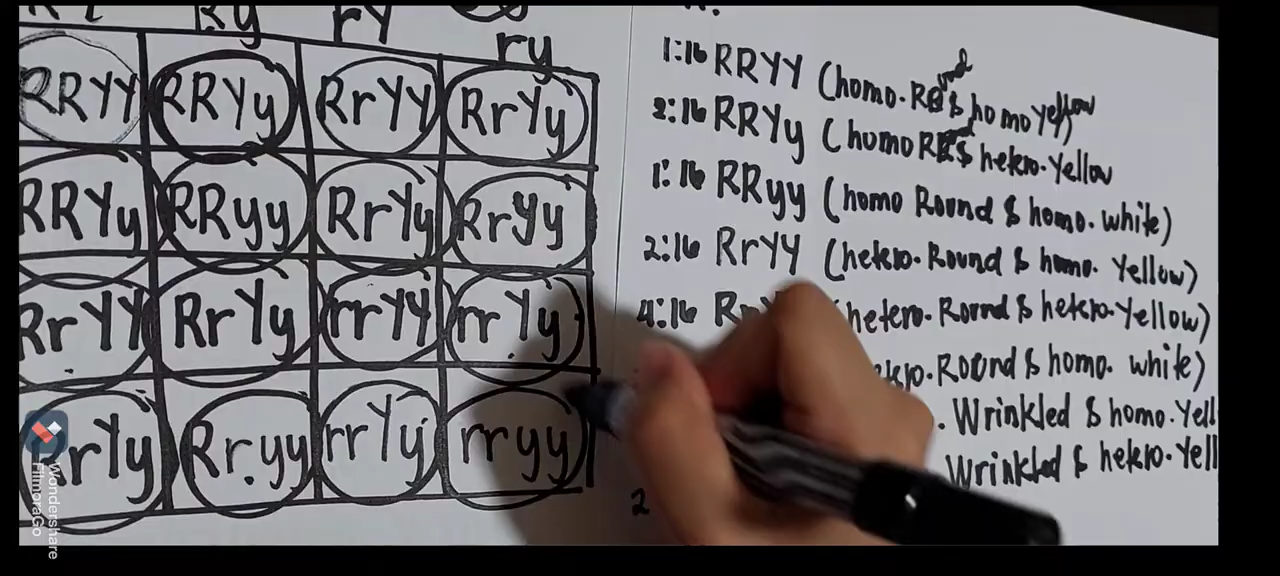 Ry rY
ry
RRYY RRYy RrYY RrYy
RRYy RRyy RrYy Rryy
RrYY RrYy rrYY rrYy
RrYy Rryy rrYy rryy
1:16 RRYY (homo. Round & homo Yellow)
2:16 RRYy (homo Round & hetero. Yellow
1:16 RRyy (homo Round & homo. white)
2:16 RrYY (hetero. Round & homo. Yellow)
4:16 (hetero. Round & hetero. Yellow)
Round & homo. white)
. Wrinkled & homo. Yell
Wrinkled & hetero. Yell
2
Wondershare
FilmoraGo